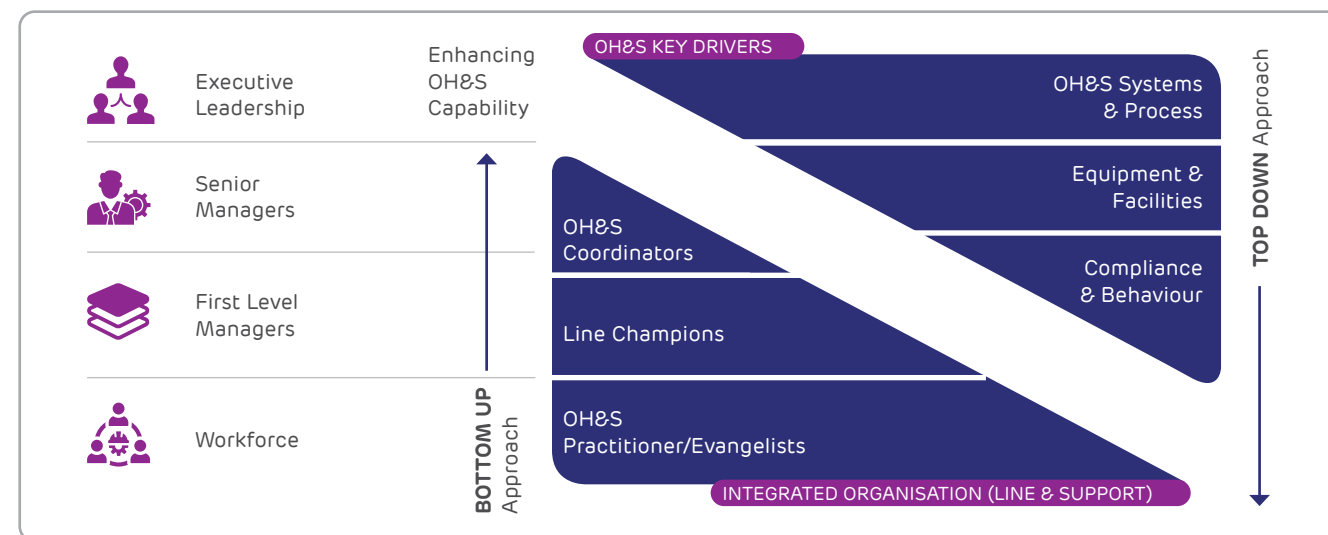 Executive
Leadership
Enhancing
OH&S
Capability
OH&S KEY DRIVERS
OH&S Systems
& Process
TOP DOWN Approach
Senior
Managers
Equipment &
Facilities
OH&S
Coordinators
Compliance
& Behaviour
First Level
Managers
Line Champions
Workforce
BOTTOM UP
Approach
OH&S
Practitioner/Evangelists
INTEGRATED ORGANISATION (LINE & SUPPORT)